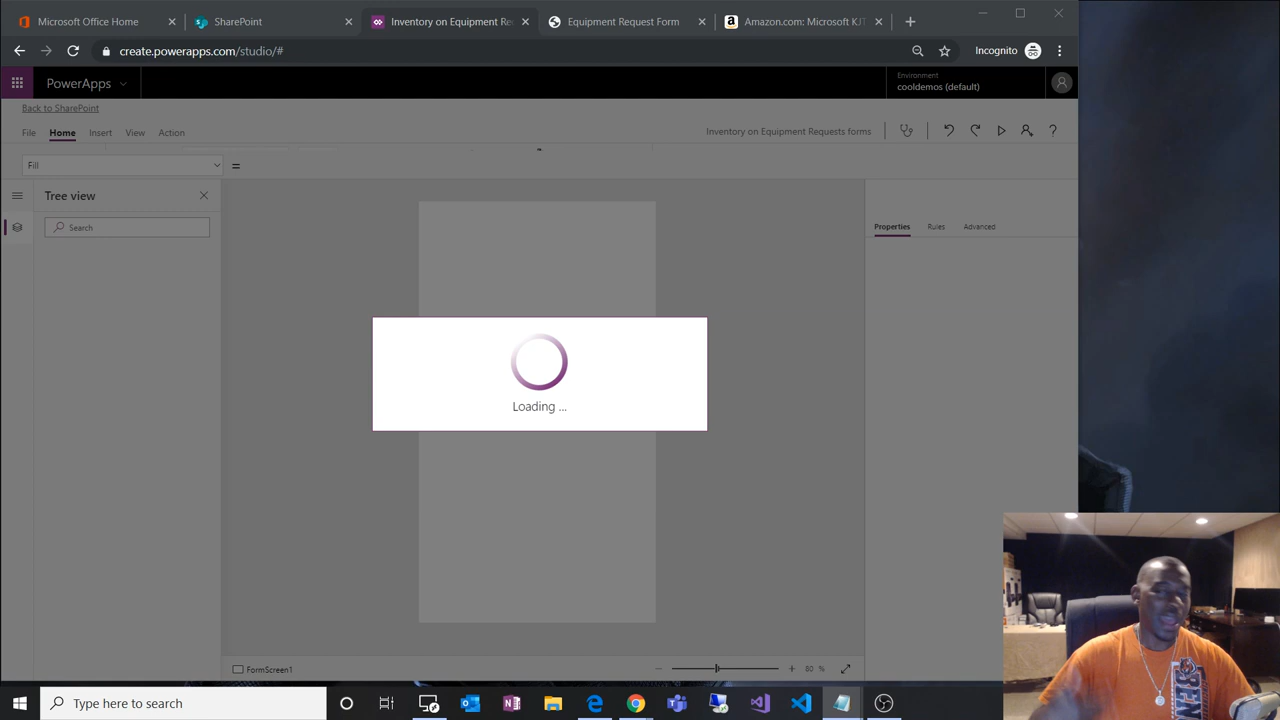 Microsoft Office Home
SharePoint
Inventory on Equipment Re
Equipment Request Form
Amazon.com: Microsoft KJT
create.powerapps.com/studio/#
Incognito
PowerApps
Environment
cooldemos (default)
Back to SharePoint
File
Home
Insert
View
Action
Inventory on Equipment Requests forms
Fill
=
Tree view
Search
Properties
Rules
Advanced
Loading ...
FormScreen1
80 %
Type here to search